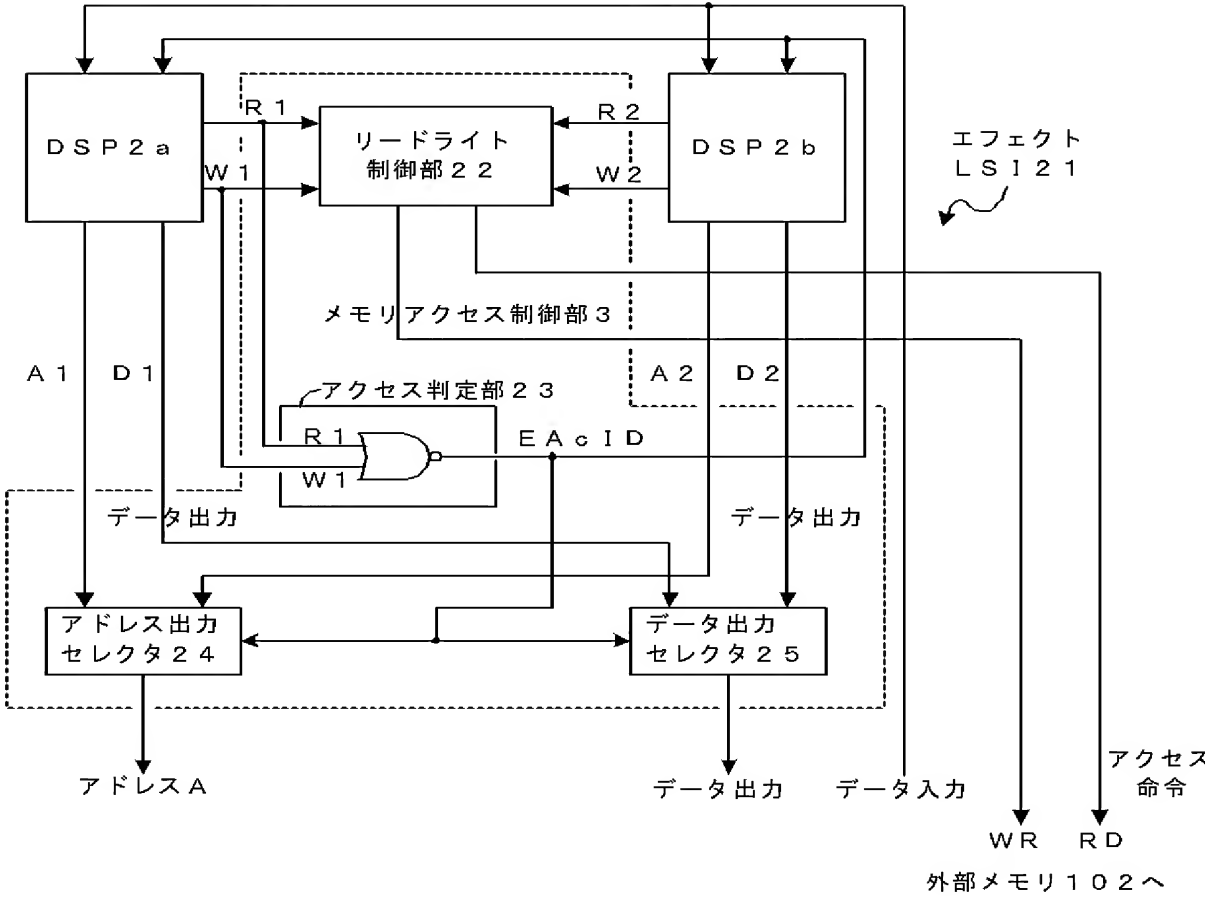 DSP2a
R1
W1
リードライト
制御部22
R2
W2
DSP2b
エフェクト
LSI21
メモリアクセス制御部3
A1
D1
A2
D2
アクセス判定部23
R1
W1
EAcID
データ出力
データ出力
アドレス出力
セレクタ24
データ出力
セレクタ25
アドレスA
データ出力
データ入力
アクセス
命令
WR
RD
外部メモリ102へ